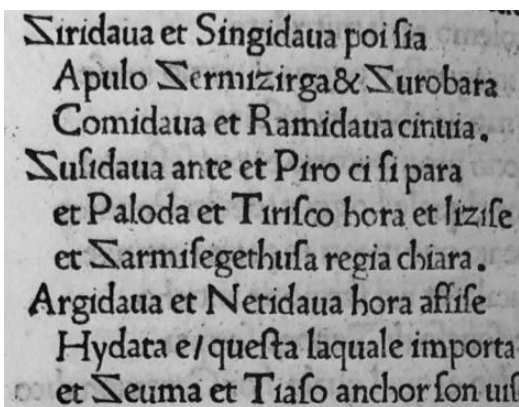 Ziridaua et Singidaua poi ſia
Apulo Zermizirga & Zurobara
Comidaua et Ramidaua cinuia.
Zuſidaua ante et Piro ci ſi para
et Paloda et Tiriſco hora et liziſe
et Zarmiſegethuſa regia chiara.
Argidaua et Netidaua hora affiſe
Hydata e/ queſta laquale importa
et Zeuma et Tiaſo anchor ſon uiſ